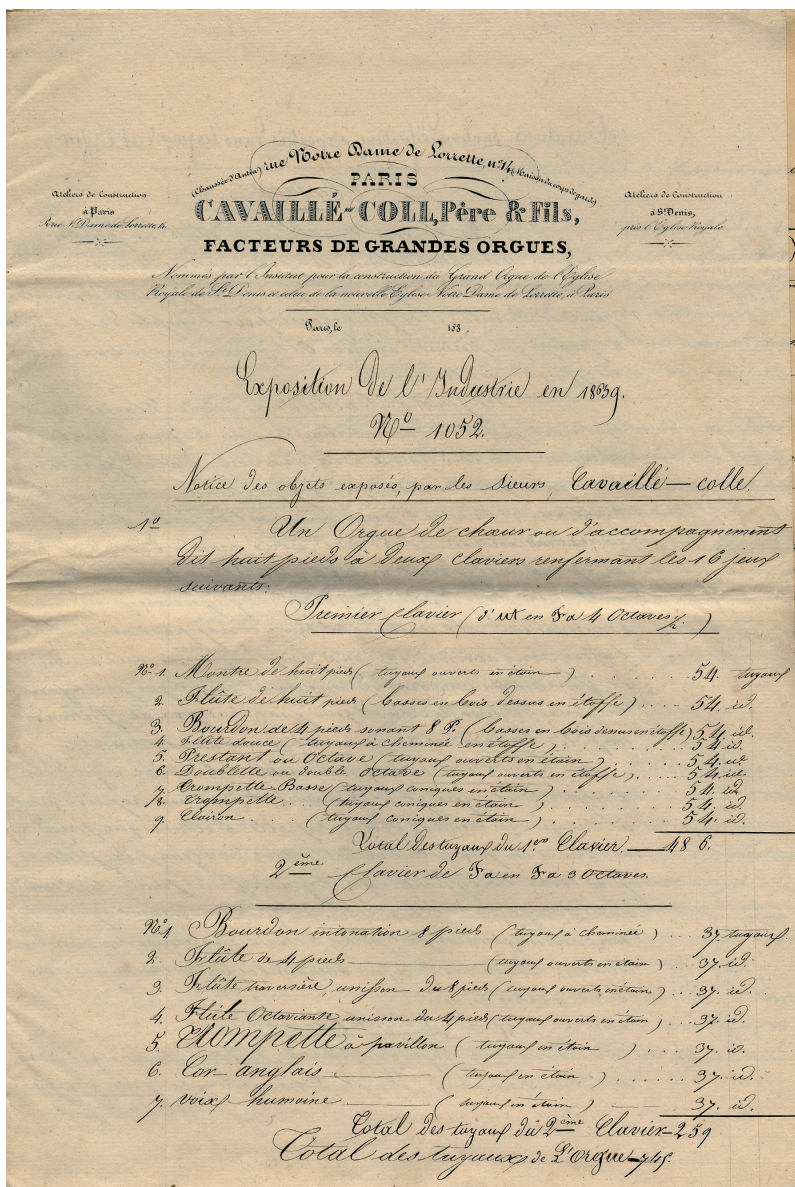 (Chaussée d'Antin) rue Notre Dame de Lorrette, nº 14 (Maison du corps de garde)
PARIS
Ateliers de Construction
à Paris
Rue N. Dame de Lorrette, 14.
CAVAILLÉ-COLL, Père & Fils,
Ateliers de Construction
à St Denis,
près l'Eglise Royale.
FACTEURS DE GRANDES ORGUES,
Nommés par l'Institut pour la construction du Grand Orgue de l'Eglise
Royale de St Denis et celui de la nouvelle Eglise Notre Dame de Lorrette, à Paris
Paris, le 183
Exposition De l'Industrie en 1839.
Nº 1052.
Notice des objets exposés, par les sieurs, Cavaillé-colle.
1º Un Orgue de chœur ou d'accompagnement
dit huit pieds à deux claviers renfermant les 16 jeux
suivants:
Premier Clavier (d'ut en Fa 4 Octaves ½.)
Nº 1. Montre de huit pieds (tuyaux ouverts en étain) . . 54. tuyaux
2. Flûte de huit pieds (basses en bois dessus en étoffe) . . . . 54. id.
3. Bourdon de 4 pieds sonant 8 P. (basses en bois dessus en étoffe) 54. id.
4. Flûte douce (tuyaux à cheminée en étoffe) . . . . . . 54 id.
5. Prestant ou Octave (tuyaux ouverts en étain) . . . . . 54. id
6. Doublette ou double Octave (tuyaux ouverts en étoffe) . . . . 54. id
7. Trompette Basse (tuyaux coniques en étain) . . . . . . 54. id
8. Trompette . . . (tuyaux coniques en étain) . . . . . . 54. id.
9. Clairon . . . . (tuyaux coniques en étain) . . . . . . 54. id.
Total des tuyaux du 1er Clavier. 486.
2ème Clavier de Fa en Fa 3 Octaves.
Nº 1 Bourdon intonation 8 pieds (tuyaux à cheminée) . . . 37 tuyaux.
2. Flûte de 4 pieds (tuyaux ouverts en étain) . . . 37. id.
3. Flûte traversière, unisson du 8 pieds (tuyaux ouverts en étain) . . . 37. id.
4. Flûte Octaviante unisson du 4 pieds (tuyaux ouverts en étain) . . . 37. id.
5. Trompette à pavillon (tuyaux en étain) . . . . 37. id.
6. Cor anglais (tuyaux en étain) . . . . . 37. id.
7. voix humaine (tuyaux en étain) 37. id.
Total des tuyaux du 2ème Clavier 259
Total des tuyaux de L'Orgue 745.